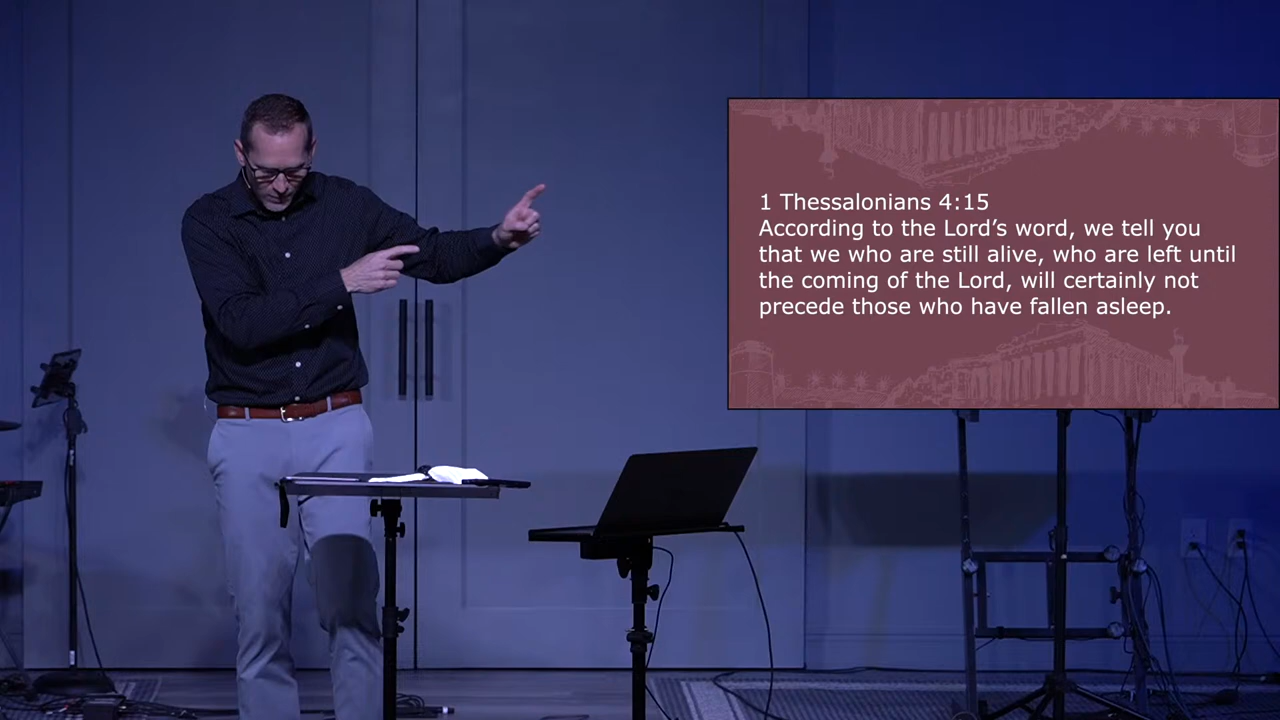 1 Thessalonians 4:15
According to the Lord’s word, we tell you
that we who are still alive, who are left until
the coming of the Lord, will certainly not
precede those who have fallen asleep.